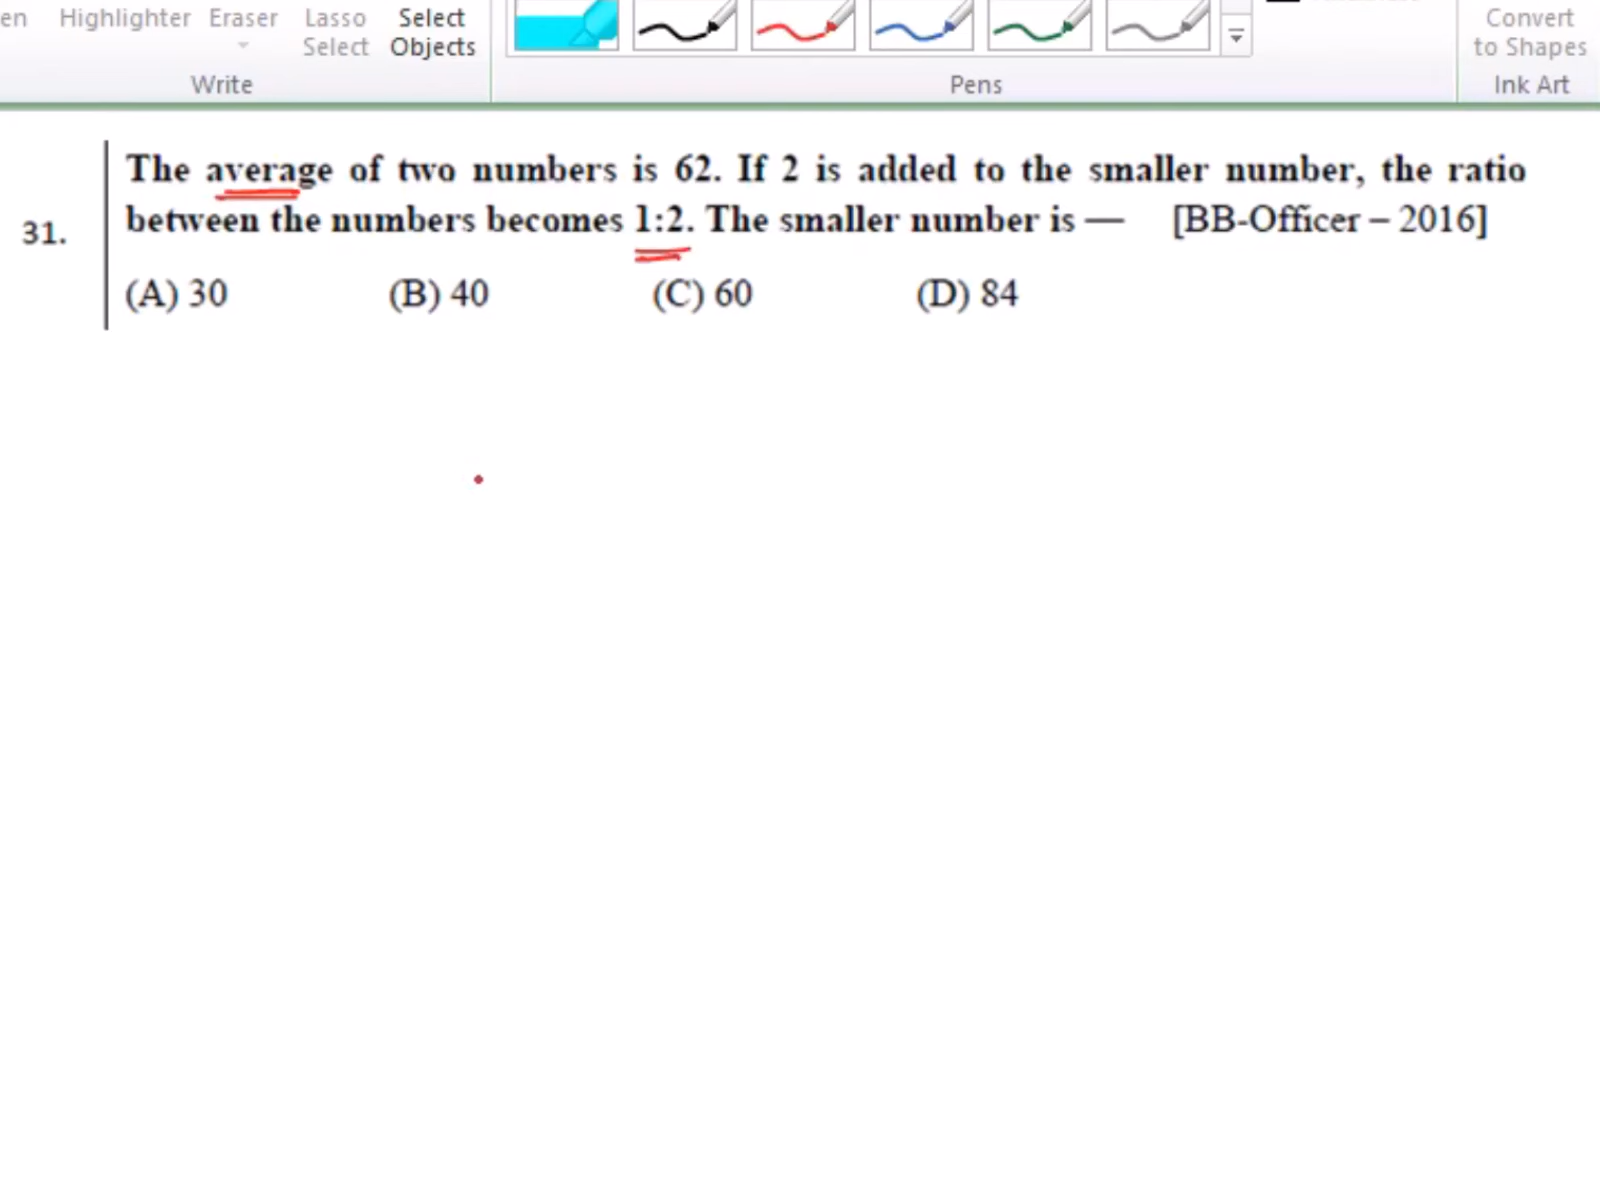 en Highlighter Eraser Lasso Select Select Objects
Convert to Shapes
Write Pens Ink Art
31. The average of two numbers is 62. If 2 is added to the smaller number, the ratio
between the numbers becomes 1:2. The smaller number is — [BB-Officer – 2016]
(A) 30 (B) 40 (C) 60 (D) 84